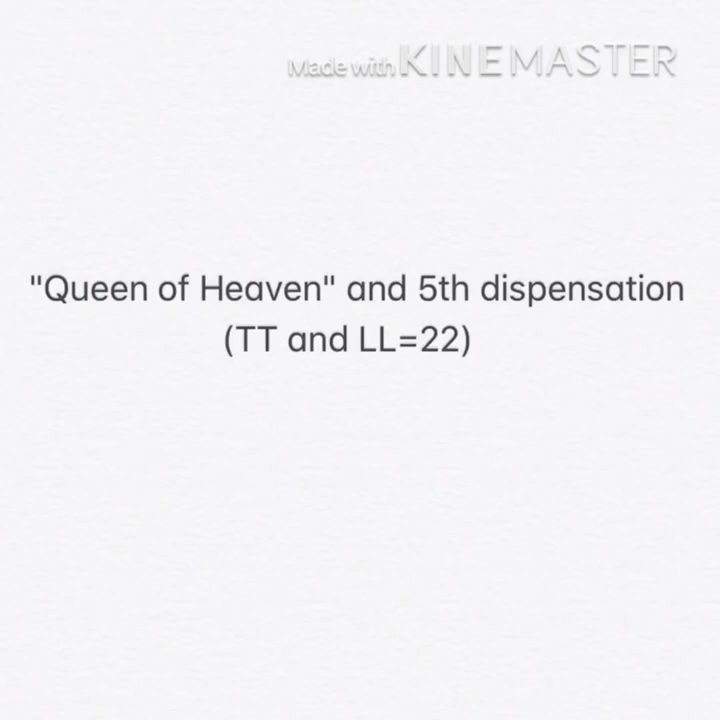 Made with KINEMASTER
"Queen of Heaven" and 5th dispensation
(TT and LL=22)